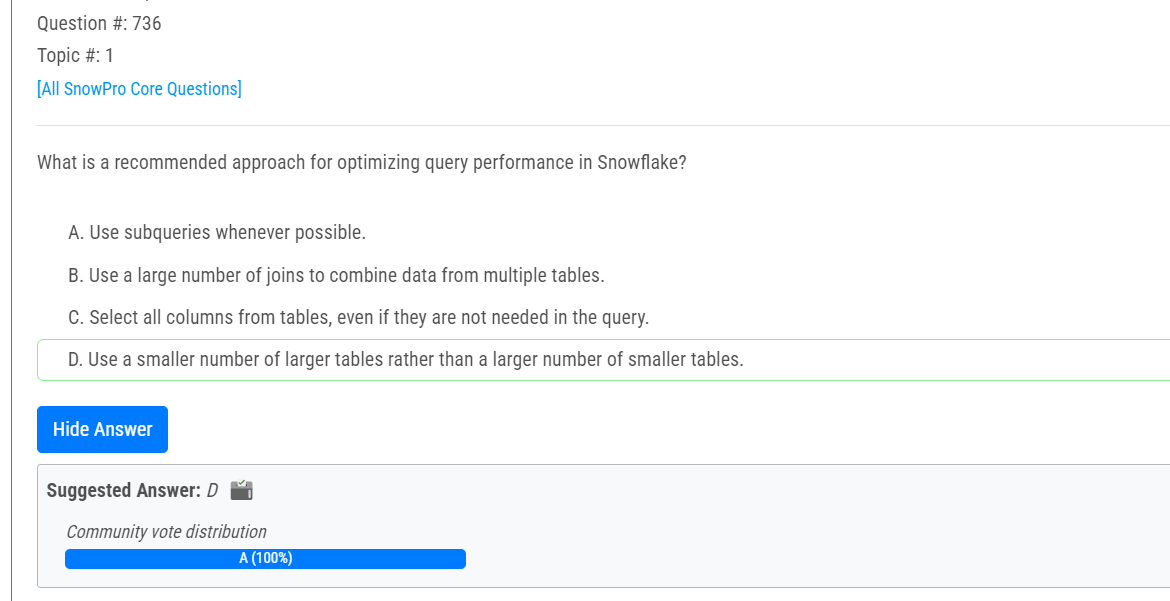 Question #: 736
Topic #: 1
[All SnowPro Core Questions]
What is a recommended approach for optimizing query performance in Snowflake?
A. Use subqueries whenever possible.
B. Use a large number of joins to combine data from multiple tables.
C. Select all columns from tables, even if they are not needed in the query.
D. Use a smaller number of larger tables rather than a larger number of smaller tables.
Hide Answer
Suggested Answer: D
Community vote distribution
A (100%)